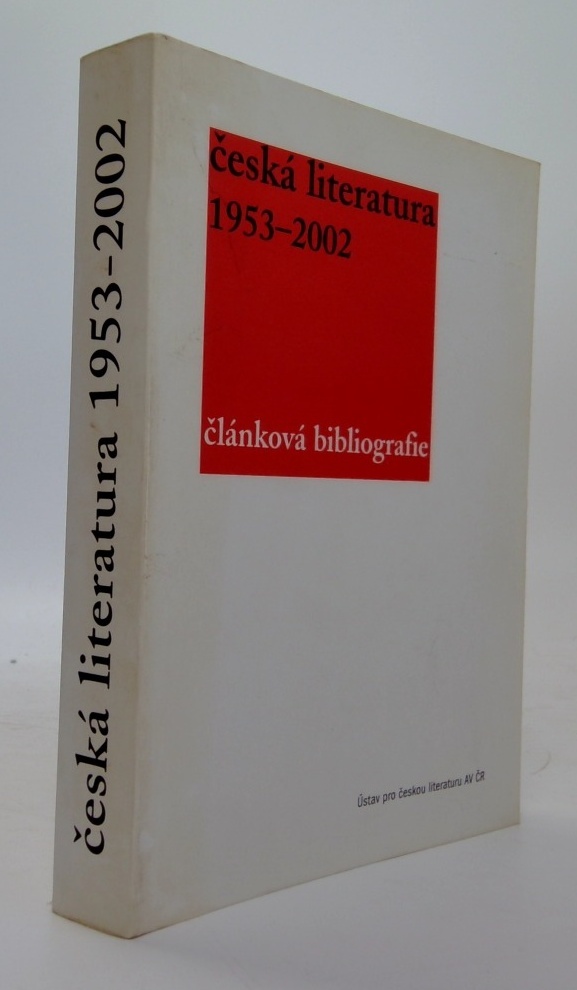 česká literatura 1953–2002
česká literatura
1953–2002
článková bibliografie
Ústav pro českou literaturu AV ČR